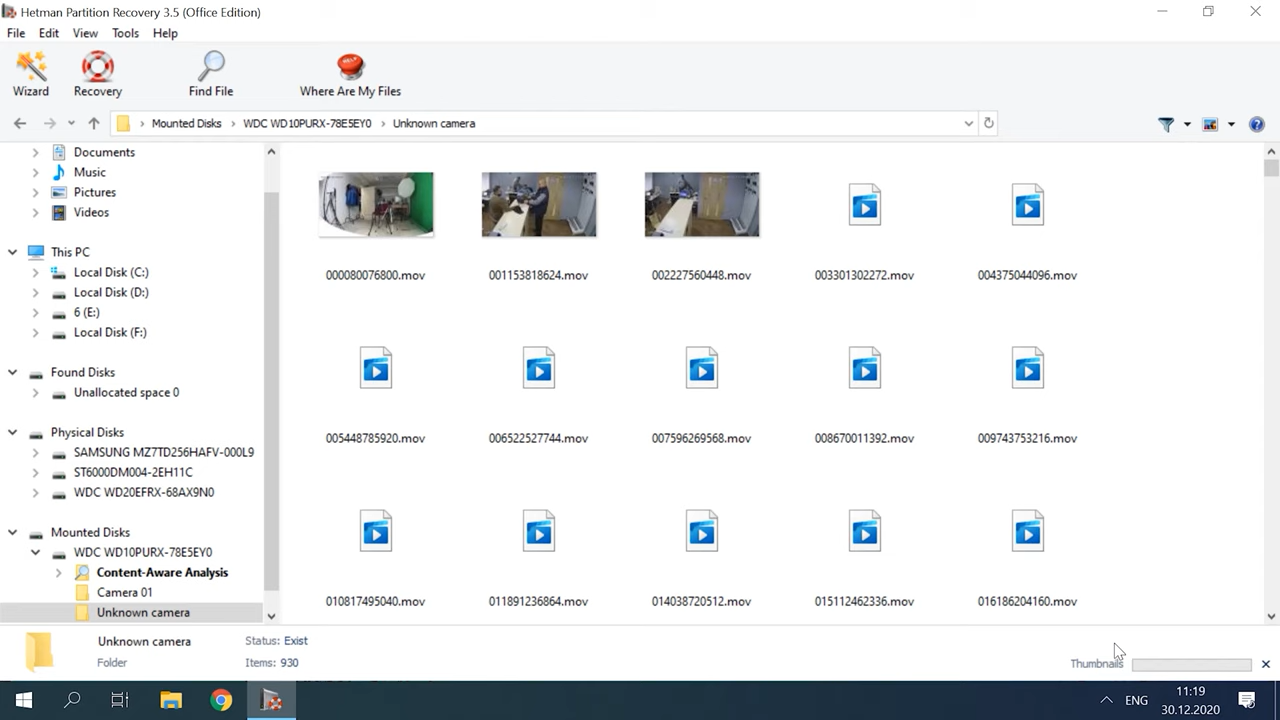 Hetman Partition Recovery 3.5 (Office Edition)
File Edit View Tools Help
Wizard Recovery Find File Where Are My Files
Mounted Disks WDC WD10PURX-78E5EY0 Unknown camera
Documents
Music
Pictures
Videos
This PC
Local Disk (C:)
Local Disk (D:)
6 (E:)
Local Disk (F:)
Found Disks
Unallocated space 0
Physical Disks
SAMSUNG MZ7TD256HAFV-000L9
ST6000DM004-2EH11C
WDC WD20EFRX-68AX9N0
Mounted Disks
WDC WD10PURX-78E5EY0
Content-Aware Analysis
Camera 01
Unknown camera
000080076800.mov 001153818624.mov 002227560448.mov 003301302272.mov 004375044096.mov
005448785920.mov 006522527744.mov 007596269568.mov 008670011392.mov 009743753216.mov
010817495040.mov 011891236864.mov 014038720512.mov 015112462336.mov 016186204160.mov
Unknown camera Status: Exist
Folder Items: 930
Thumbnails
ENG
11:19
30.12.2020